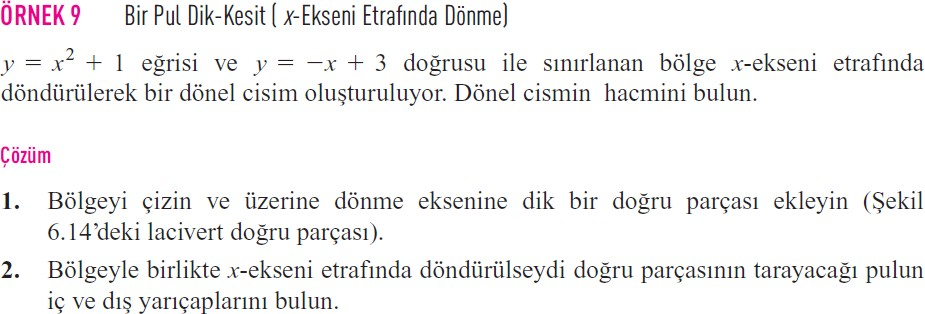 ÖRNEK 9 Bir Pul Dik-Kesit ( x-Ekseni Etrafında Dönme)
y = x² + 1 eğrisi ve y = −x + 3 doğrusu ile sınırlanan bölge x-ekseni etrafında
döndürülerek bir dönel cisim oluşturuluyor. Dönel cismin hacmini bulun.
Çözüm
1. Bölgeyi çizin ve üzerine dönme eksenine dik bir doğru parçası ekleyin (Şekil
6.14’deki lacivert doğru parçası).
2. Bölgeyle birlikte x-ekseni etrafında döndürülseydi doğru parçasının tarayacağı pulun
iç ve dış yarıçaplarını bulun.